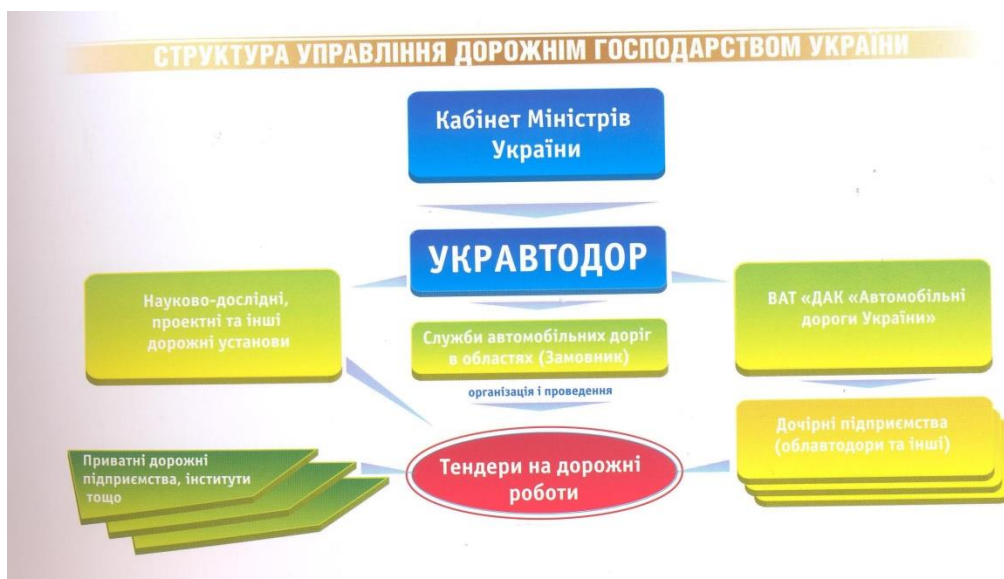 СТРУКТУРА УПРАВЛІННЯ ДОРОЖНІМ ГОСПОДАРСТВОМ УКРАЇНИ
Кабінет Міністрів
України
УКРАВТОДОР
Науково-дослідні,
проектні та інші
дорожні установи
Служби автомобільних доріг
в областях (Замовник)
ВАТ «ДАК «Автомобільні
дороги України»
організація і проведення
Приватні дорожні
підприємства, інститути
тощо
Тендери на дорожні
роботи
Дочірні підприємства
(облавтодори та інші)